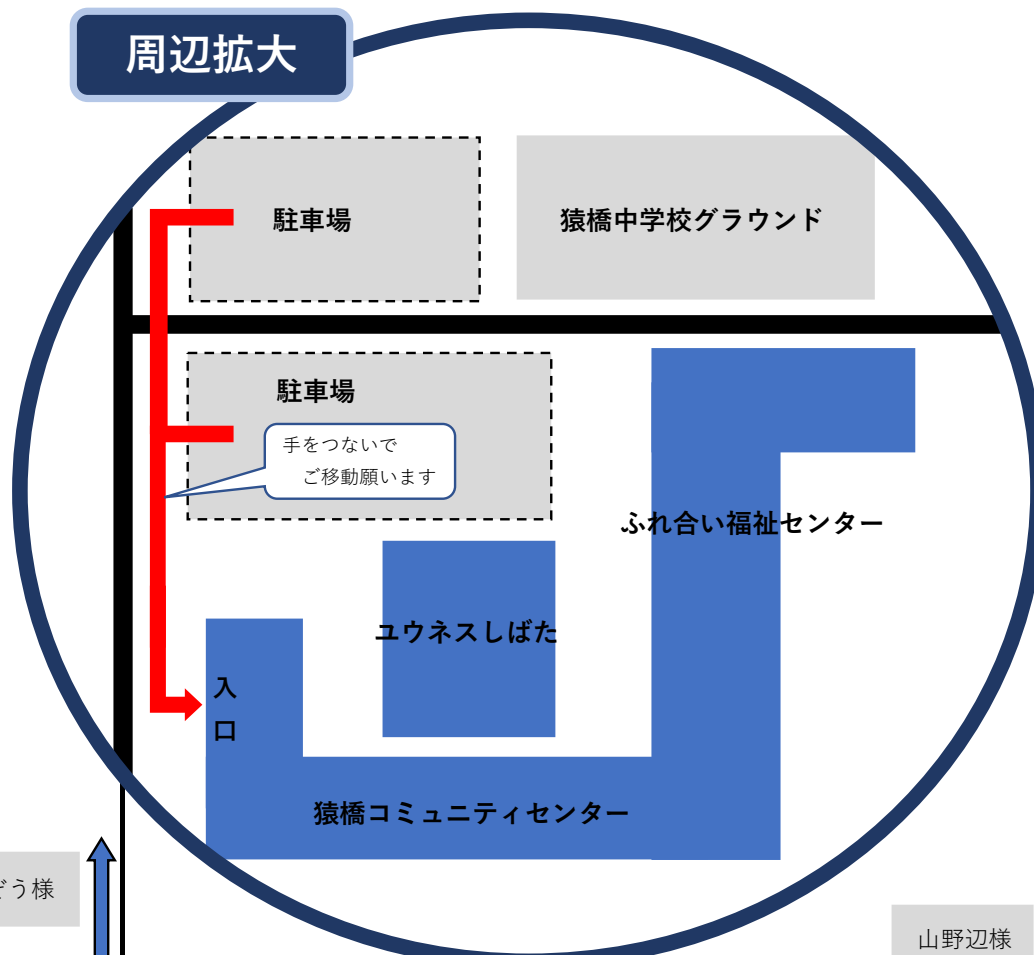 周辺拡大
駐車場
猿橋中学校グラウンド
駐車場
手をつないで
ご移動願います
ふれ合い福祉センター
ユウネスしばた
入
口
猿橋コミュニティセンター
ぞう様
山野辺様